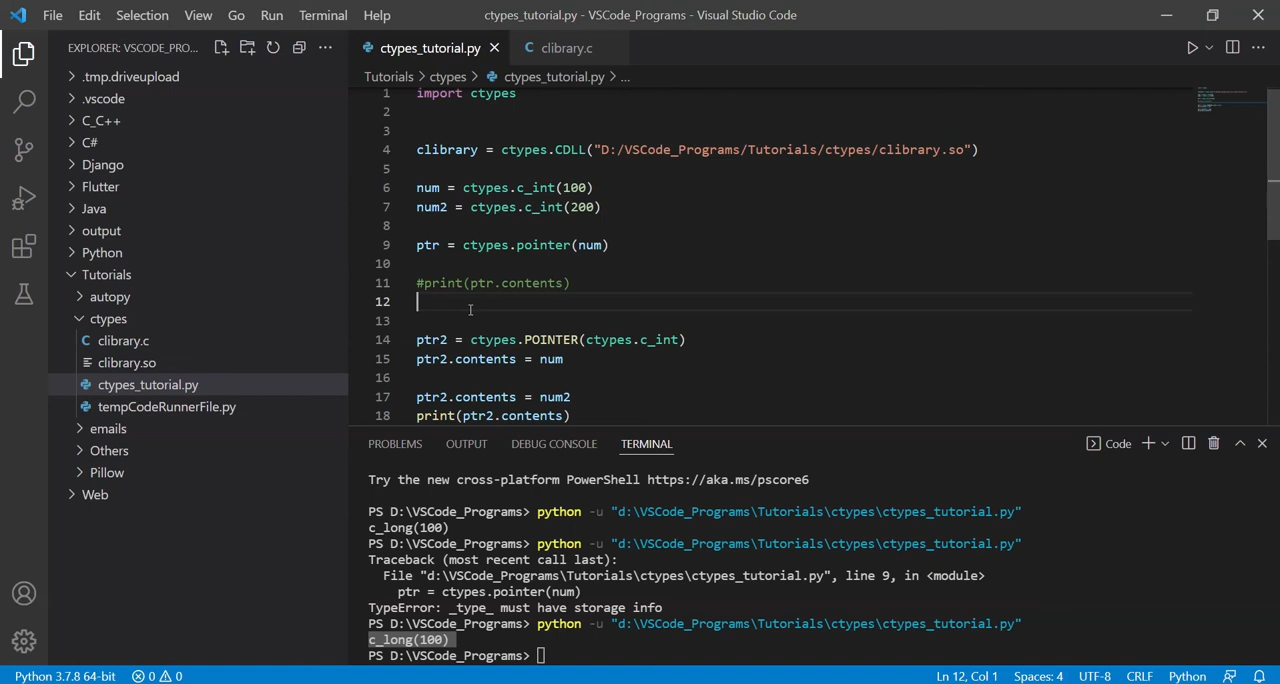 File Edit Selection View Go Run Terminal Help ctypes_tutorial.py - VSCode_Programs - Visual Studio Code
EXPLORER: VSCODE_PRO...
.tmp.driveupload
.vscode
C_C++
C#
Django
Flutter
Java
output
Python
Tutorials
autopy
ctypes
C clibrary.c
clibrary.so
ctypes_tutorial.py
tempCodeRunnerFile.py
emails
Others
Pillow
Web
ctypes_tutorial.py C clibrary.c
Tutorials > ctypes > ctypes_tutorial.py > ...
1 import ctypes
2
3
4 clibrary = ctypes.CDLL("D:/VSCode_Programs/Tutorials/ctypes/clibrary.so")
5
6 num = ctypes.c_int(100)
7 num2 = ctypes.c_int(200)
8
9 ptr = ctypes.pointer(num)
10
11 #print(ptr.contents)
12
13
14 ptr2 = ctypes.POINTER(ctypes.c_int)
15 ptr2.contents = num
16
17 ptr2.contents = num2
18 print(ptr2.contents)
PROBLEMS OUTPUT DEBUG CONSOLE TERMINAL Code
Try the new cross-platform PowerShell https://aka.ms/pscore6
PS D:\VSCode_Programs> python -u "d:\VSCode_Programs\Tutorials\ctypes\ctypes_tutorial.py"
c_long(100)
PS D:\VSCode_Programs> python -u "d:\VSCode_Programs\Tutorials\ctypes\ctypes_tutorial.py"
Traceback (most recent call last):
File "d:\VSCode_Programs\Tutorials\ctypes\ctypes_tutorial.py", line 9, in <module>
ptr = ctypes.pointer(num)
TypeError: _type_ must have storage info
PS D:\VSCode_Programs> python -u "d:\VSCode_Programs\Tutorials\ctypes\ctypes_tutorial.py"
c_long(100)
PS D:\VSCode_Programs>
Python 3.7.8 64-bit 0 0 Ln 12, Col 1 Spaces: 4 UTF-8 CRLF Python